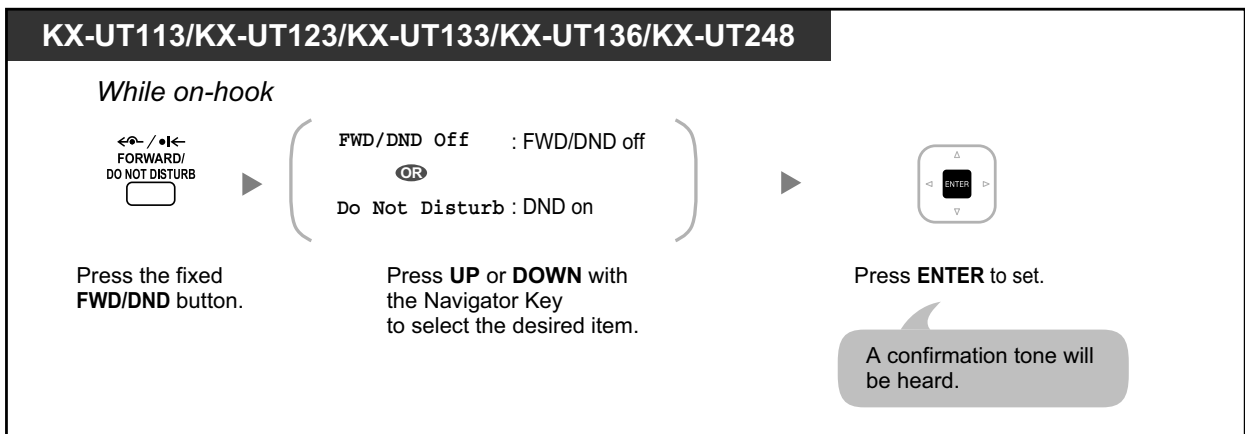 KX-UT113/KX-UT123/KX-UT133/KX-UT136/KX-UT248
While on-hook
FORWARD/
DO NOT DISTURB
FWD/DND Off : FWD/DND off
OR
Do Not Disturb : DND on
ENTER
Press the fixed
FWD/DND button.
Press UP or DOWN with
the Navigator Key
to select the desired item.
Press ENTER to set.
A confirmation tone will
be heard.